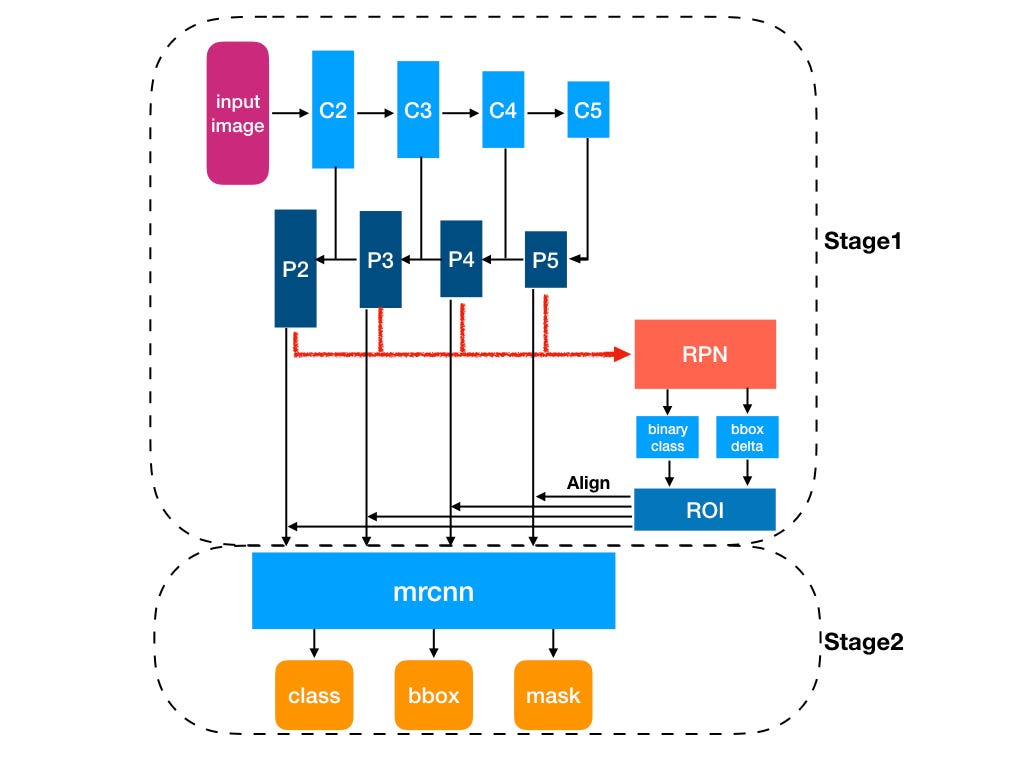 input
image
C2
C3
C4
C5
P2
P3
P4
P5
Stage1
RPN
binary
class
bbox
delta
Align
ROI
mrcnn
Stage2
class
bbox
mask